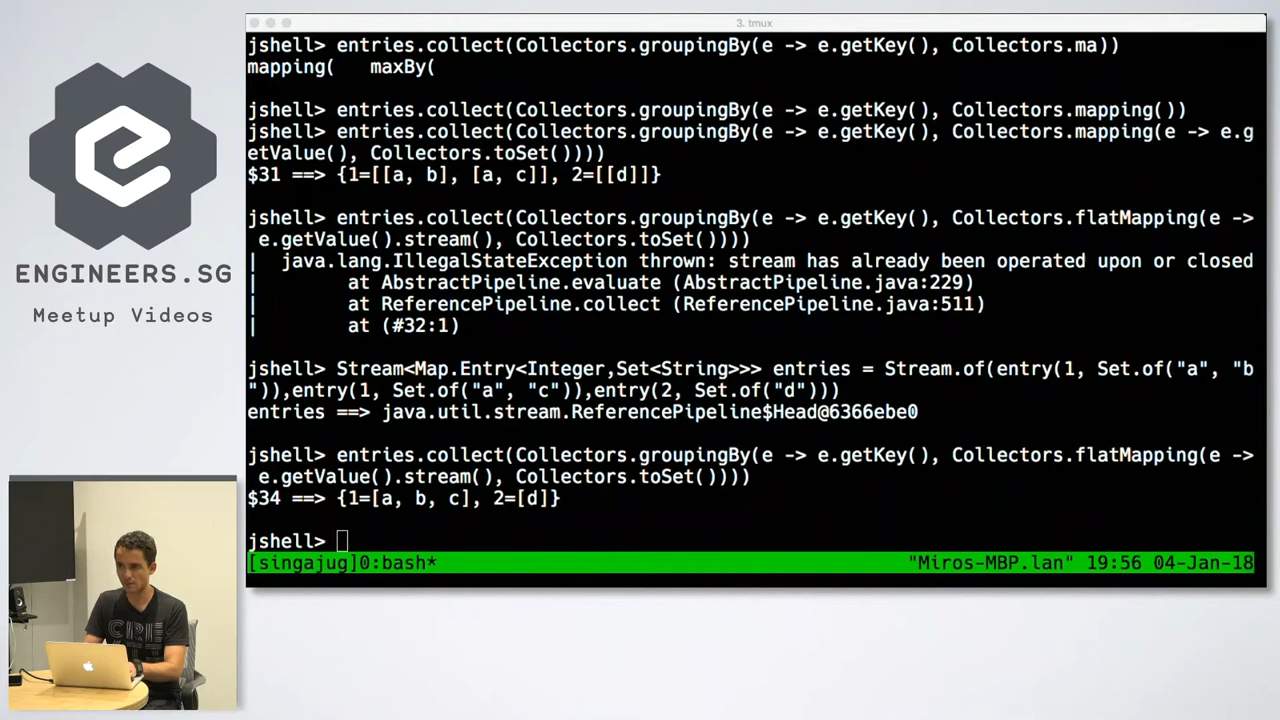 3. tmux
jshell> entries.collect(Collectors.groupingBy(e -> e.getKey(), Collectors.ma))
mapping(   maxBy(
jshell> entries.collect(Collectors.groupingBy(e -> e.getKey(), Collectors.mapping())
jshell> entries.collect(Collectors.groupingBy(e -> e.getKey(), Collectors.mapping(e -> e.g
etValue(), Collectors.toSet())))
$31 ==> {1=[[a, b], [a, c]], 2=[[d]]}
jshell> entries.collect(Collectors.groupingBy(e -> e.getKey(), Collectors.flatMapping(e ->
e.getValue().stream(), Collectors.toSet())))
|  java.lang.IllegalStateException thrown: stream has already been operated upon or closed
|        at AbstractPipeline.evaluate (AbstractPipeline.java:229)
|        at ReferencePipeline.collect (ReferencePipeline.java:511)
|        at (#32:1)
jshell> Stream<Map.Entry<Integer,Set<String>>> entries = Stream.of(entry(1, Set.of("a", "b
")),entry(1, Set.of("a", "c")),entry(2, Set.of("d")))
entries ==> java.util.stream.ReferencePipeline$Head@6366ebe0
jshell> entries.collect(Collectors.groupingBy(e -> e.getKey(), Collectors.flatMapping(e ->
e.getValue().stream(), Collectors.toSet())))
$34 ==> {1=[a, b, c], 2=[d]}
jshell>
[singajug]0:bash* "Miros-MBP.lan" 19:56 04-Jan-18
ENGINEERS.SG
Meetup Videos